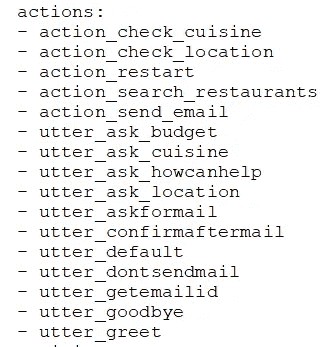 actions:
- action_check_cuisine
- action_check_location
- action_restart
- action_search_restaurants
- action_send_email
- utter_ask_budget
- utter_ask_cuisine
- utter_ask_howcanhelp
- utter_ask_location
- utter_askformail
- utter_confirmaftermail
- utter_default
- utter_dontsendmail
- utter_getemailid
- utter_goodbye
- utter_greet